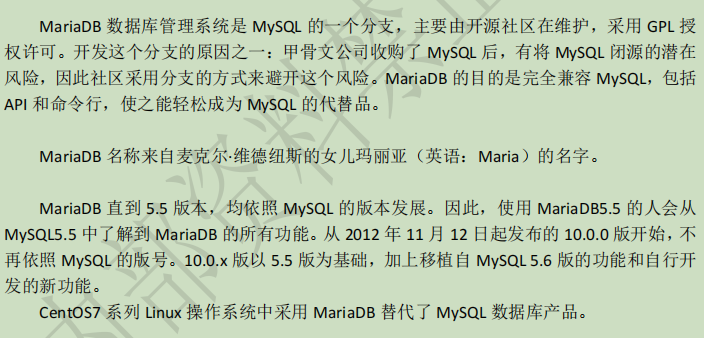 MariaDB 数据库管理系统是 MySQL 的一个分支，主要由开源社区在维护，采用 GPL 授
权许可。开发这个分支的原因之一：甲骨文公司收购了 MySQL 后，有将 MySQL 闭源的潜在
风险，因此社区采用分支的方式来避开这个风险。MariaDB 的目的是完全兼容 MySQL，包括
API 和命令行，使之能轻松成为 MySQL 的代替品。
MariaDB 名称来自麦克尔·维德纽斯的女儿玛丽亚（英语：Maria）的名字。
MariaDB 直到 5.5 版本，均依照 MySQL 的版本发展。因此，使用 MariaDB5.5 的人会从
MySQL5.5 中了解到 MariaDB 的所有功能。从 2012 年 11 月 12 日起发布的 10.0.0 版开始，不
再依照 MySQL 的版号。10.0.x 版以 5.5 版为基础，加上移植自 MySQL 5.6 版的功能和自行开
发的新功能。
CentOS7 系列 Linux 操作系统中采用 MariaDB 替代了 MySQL 数据库产品。
内部资料禁